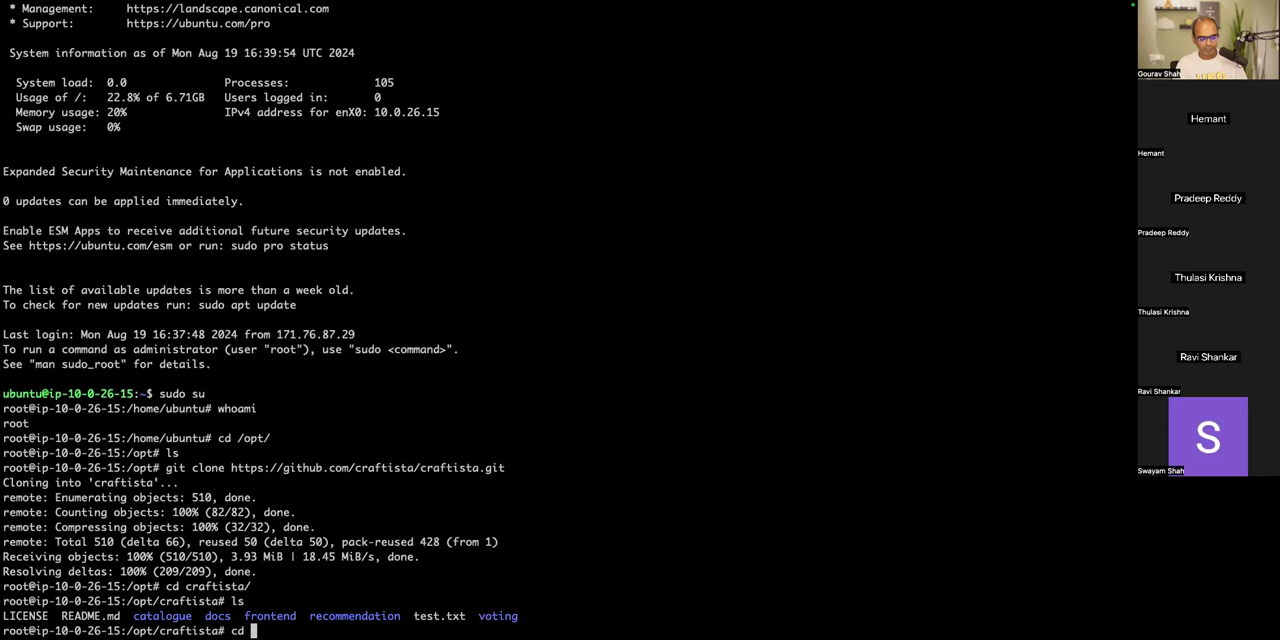 * Management:     https://landscape.canonical.com
* Support:        https://ubuntu.com/pro
System information as of Mon Aug 19 16:39:54 UTC 2024
System load:  0.0               Processes:             105
Usage of /:   22.8% of 6.71GB   Users logged in:       0
Memory usage: 20%               IPv4 address for enX0: 10.0.26.15
Swap usage:   0%
Expanded Security Maintenance for Applications is not enabled.
0 updates can be applied immediately.
Enable ESM Apps to receive additional future security updates.
See https://ubuntu.com/esm or run: sudo pro status
The list of available updates is more than a week old.
To check for new updates run: sudo apt update
Last login: Mon Aug 19 16:37:48 2024 from 171.76.87.29
To run a command as administrator (user "root"), use "sudo <command>".
See "man sudo_root" for details.
ubuntu@ip-10-0-26-15:~$ sudo su
root@ip-10-0-26-15:/home/ubuntu# whoami
root
root@ip-10-0-26-15:/home/ubuntu# cd /opt/
root@ip-10-0-26-15:/opt# ls
root@ip-10-0-26-15:/opt# git clone https://github.com/craftista/craftista.git
Cloning into 'craftista'...
remote: Enumerating objects: 510, done.
remote: Counting objects: 100% (82/82), done.
remote: Compressing objects: 100% (32/32), done.
remote: Total 510 (delta 66), reused 50 (delta 50), pack-reused 428 (from 1)
Receiving objects: 100% (510/510), 3.93 MiB | 18.45 MiB/s, done.
Resolving deltas: 100% (209/209), done.
root@ip-10-0-26-15:/opt# cd craftista/
root@ip-10-0-26-15:/opt/craftista# ls
LICENSE  README.md  catalogue  docs  frontend  recommendation  test.txt  voting
root@ip-10-0-26-15:/opt/craftista# cd
Gourav Shah
Hemant
Hemant
Pradeep Reddy
Pradeep Reddy
Thulasi Krishna
Thulasi Krishna
Ravi Shankar
Ravi Shankar
S
Swayam Shah